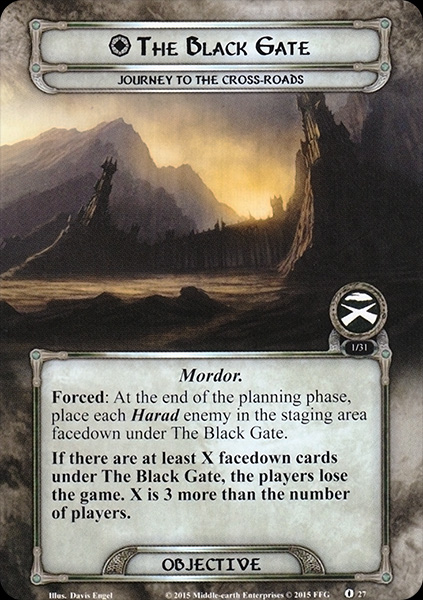 THE BLACK GATE
JOURNEY TO THE CROSS-ROADS
1/31
Mordor.
Forced: At the end of the planning phase,
place each Harad enemy in the staging area
facedown under The Black Gate.
If there are at least X facedown cards
under The Black Gate, the players lose
the game. X is 3 more than the number
of players.
OBJECTIVE
Illus. Davis Engel © 2015 Middle-earth Enterprises © 2015 FFG 27